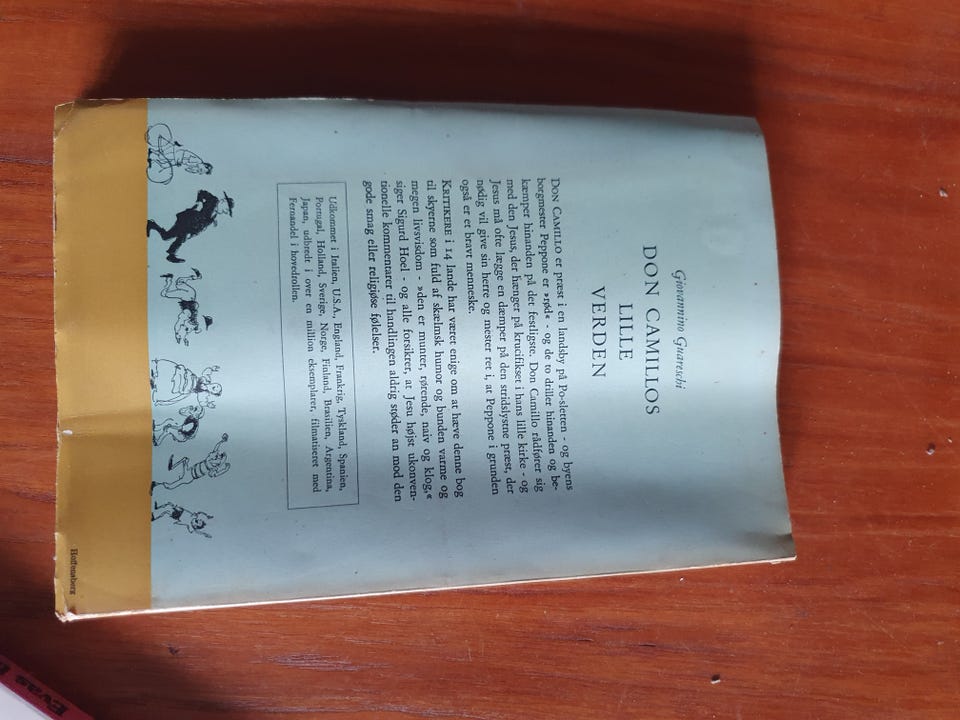 Giovannino Guareschi
DON CAMILLOS
LILLE
VERDEN
DON CAMILLO er præst i en landsby på Po-sletten - og byens
borgmester Peppone er »rød« - og de to driller hinanden og be-
kæmper hinanden på det festligste. Don Camillo rådfører sig
med den Jesus, der hænger på krucifikset i hans lille kirke - og
Jesus må ofte lægge en dæmper på den stridslystne præst, der
nødig vil give sin herre og mester ret i, at Peppone i grunden
også er et bravt menneske.
KRITIKERE i 14 lande har været enige om at hæve denne bog
til skyerne som fuld af skælmsk humor og bunden varme og
megen livsvisdom - »den er munter, rørende, naiv og klog,«
siger Sigurd Hoel - og alle forsikrer, at Jesu højst ukonven-
tionelle kommentarer til handlingen aldrig støder an mod den
gode smag eller religiøse følelser.
Udkommet i Italien, U.S.A., England, Frankrig, Tyskland, Spanien,
Portugal, Holland, Sverige, Norge, Finland, Brasilien, Argentina,
Japan, udbredt i over en million eksemplarer, filmatiseret med
Fernandel i hovedrollen.
Hoffensberg